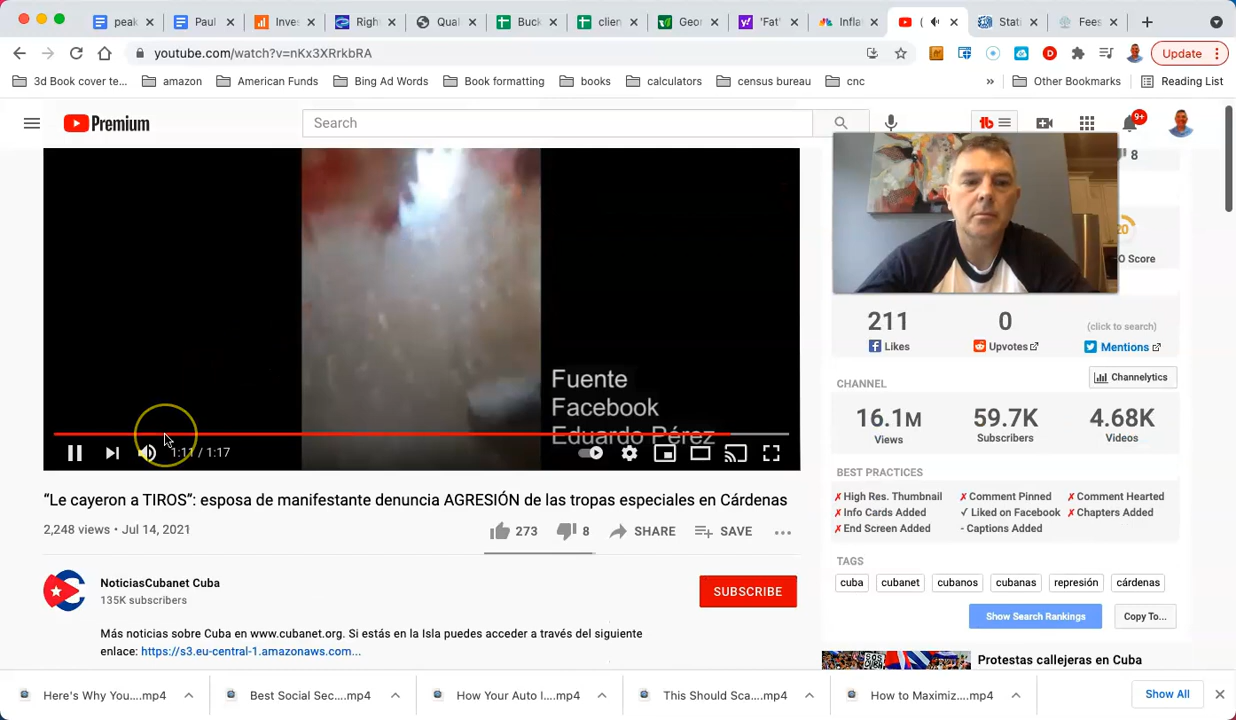 peak
Paul
Inves
Right
Qual
Buck
clien
Geor
'Fat'
Infla
(
Stati
Fees
youtube.com/watch?v=nKx3XRrkbRA
Update
3d Book cover te...
amazon
American Funds
Bing Ad Words
Book formatting
books
calculators
census bureau
cnc
»
Other Bookmarks
Reading List
Premium
Search
9+
8
Fuente
Facebook
Eduardo Pérez
1:11 / 1:17
20
O Score
211
Likes
0
Upvotes
(click to search)
Mentions
CHANNEL
Channelytics
16.1M
Views
59.7K
Subscribers
4.68K
Videos
BEST PRACTICES
✗ High Res. Thumbnail ✗ Comment Pinned ✗ Comment Hearted
✗ Info Cards Added ✓ Liked on Facebook ✗ Chapters Added
✗ End Screen Added - Captions Added
TAGS
cuba
cubanet
cubanos
cubanas
represión
cárdenas
Show Search Rankings
Copy To...
“Le cayeron a TIROS”: esposa de manifestante denuncia AGRESIÓN de las tropas especiales en Cárdenas
2,248 views • Jul 14, 2021
273
8
SHARE
SAVE
NoticiasCubanet Cuba
135K subscribers
SUBSCRIBE
Más noticias sobre Cuba en www.cubanet.org. Si estás en la Isla puedes acceder a través del siguiente
enlace: https://s3.eu-central-1.amazonaws.com...
Protestas callejeras en Cuba
Here's Why You....mp4
Best Social Sec....mp4
How Your Auto I....mp4
This Should Sca....mp4
How to Maximiz....mp4
Show All